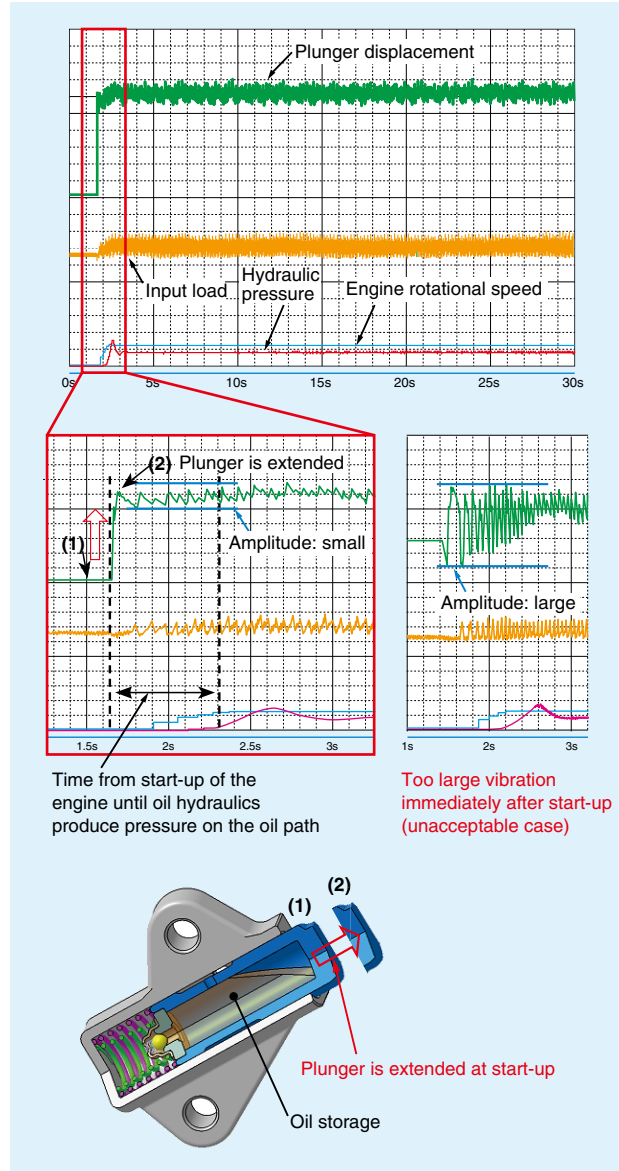 Plunger displacement
Input load
Hydraulic
pressure
Engine rotational speed
0s 5s 10s 15s 20s 25s 30s
(2) Plunger is extended
(1)
Amplitude: small
1.5s 2s 2.5s 3s
Amplitude: large
1s 2s 3s
Time from start-up of the
engine until oil hydraulics
produce pressure on the oil path
Too large vibration
immediately after start-up
(unacceptable case)
(2)
(1)
Plunger is extended at start-up
Oil storage